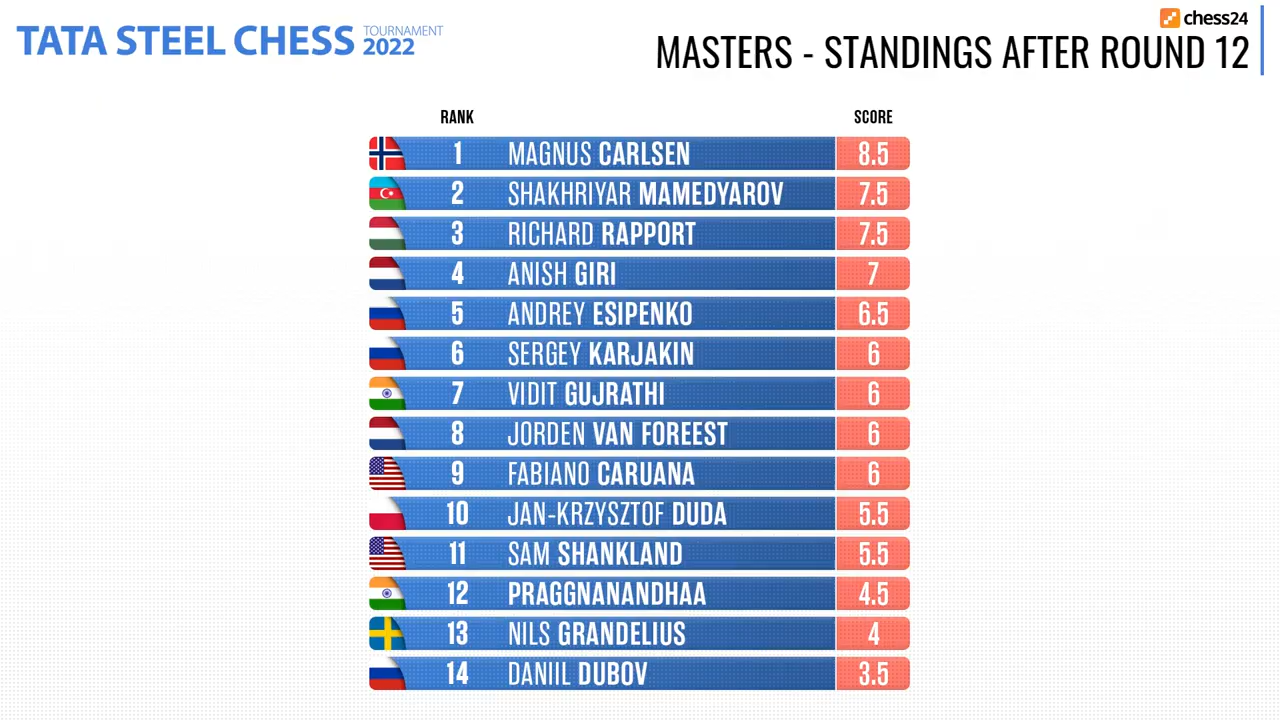 TATA STEEL CHESS TOURNAMENT 2022
chess24
MASTERS - STANDINGS AFTER ROUND 12
RANK SCORE
1 MAGNUS CARLSEN 8.5
2 SHAKHRIYAR MAMEDYAROV 7.5
3 RICHARD RAPPORT 7.5
4 ANISH GIRI 7
5 ANDREY ESIPENKO 6.5
6 SERGEY KARJAKIN 6
7 VIDIT GUJRATHI 6
8 JORDEN VAN FOREEST 6
9 FABIANO CARUANA 6
10 JAN-KRZYSZTOF DUDA 5.5
11 SAM SHANKLAND 5.5
12 PRAGGNANANDHAA 4.5
13 NILS GRANDELIUS 4
14 DANIIL DUBOV 3.5